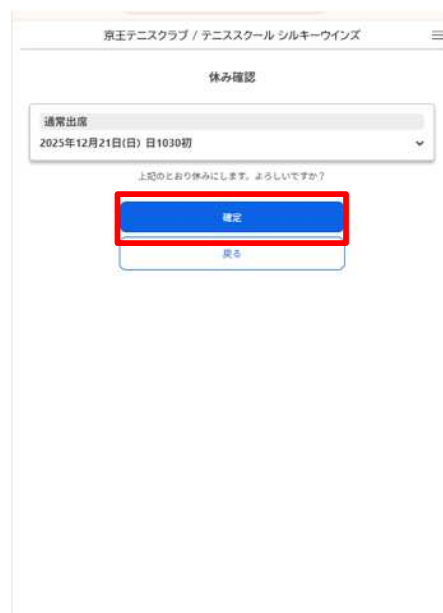 京王テニスクラブ / テニススクール シルキーウインズ
休み確認
通常出席
2025年12月21日(日) 日1030初
上記のとおり休みにします。よろしいですか？
確定
戻る